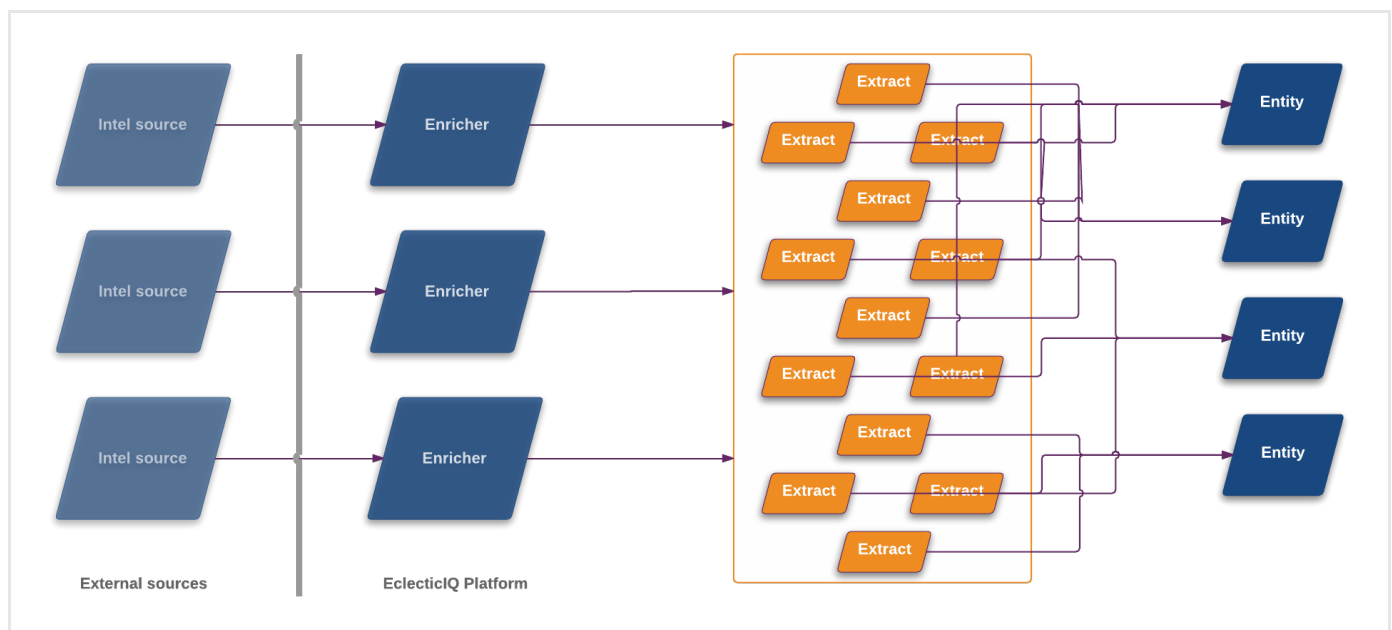 Intel source
Enricher
Intel source
Enricher
Intel source
Enricher
External sources
EclecticIQ Platform
Extract
Extract
Extract
Extract
Extract
Extract
Extract
Extract
Extract
Extract
Extract
Extract
Extract
Entity
Entity
Entity
Entity